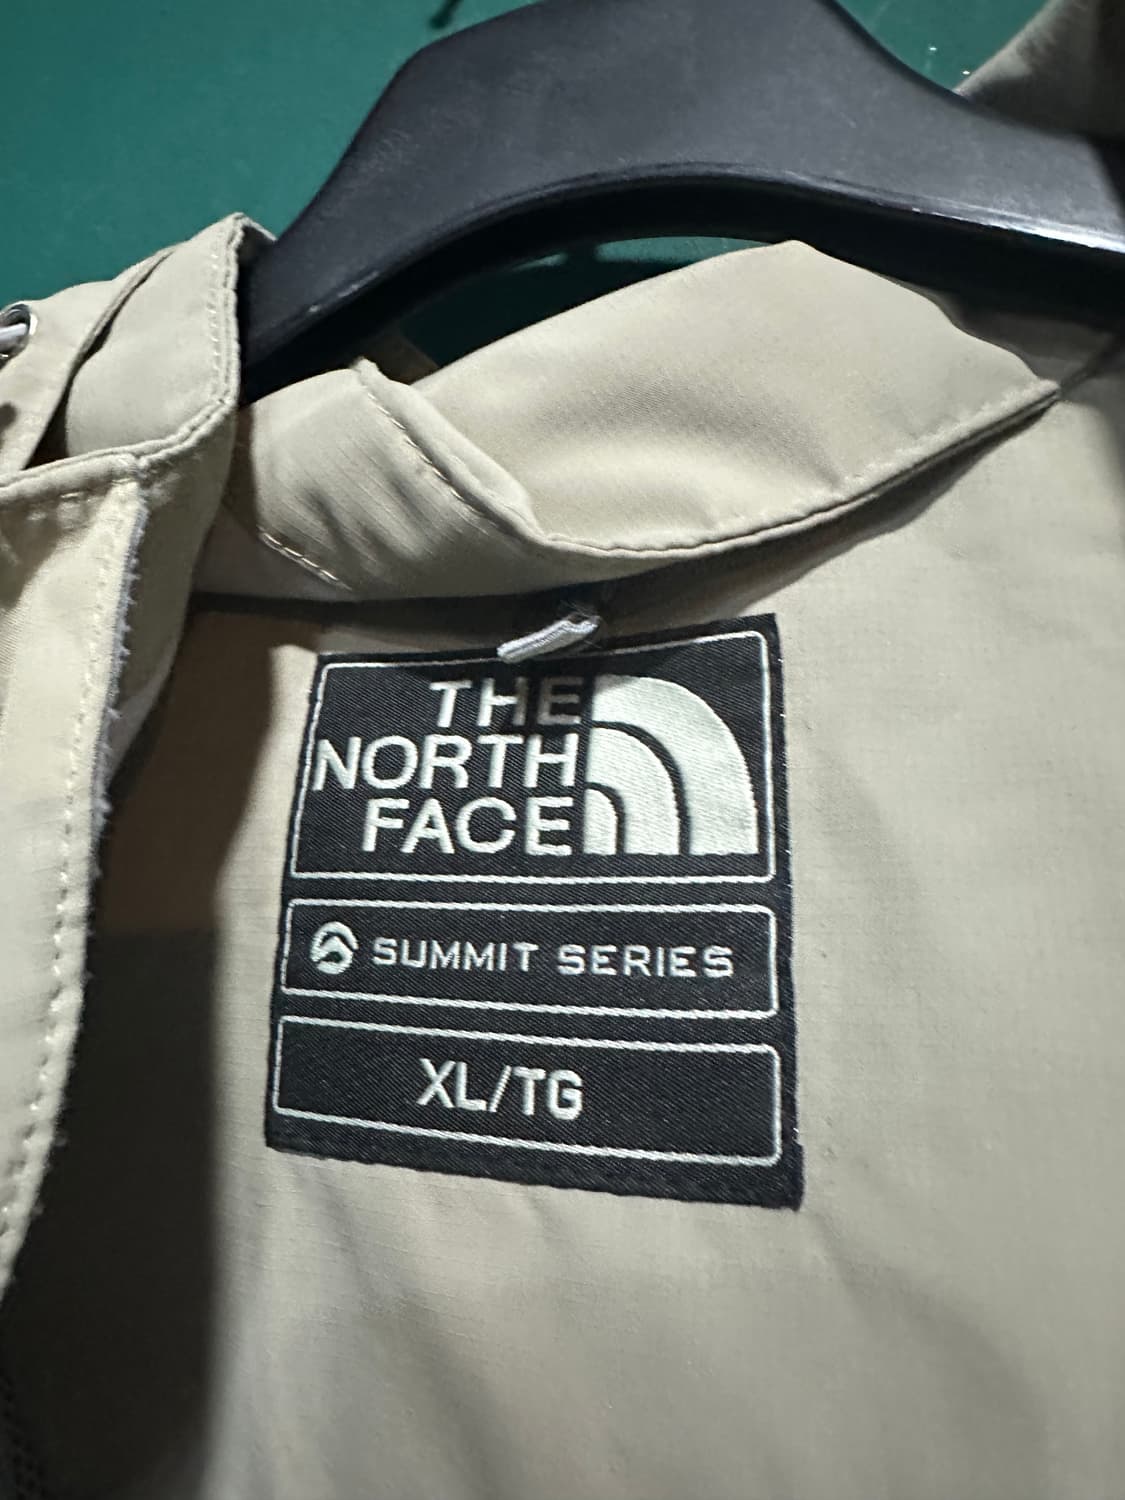 THE
NORTH
FACE
SUMMIT SERIES
XL/TG